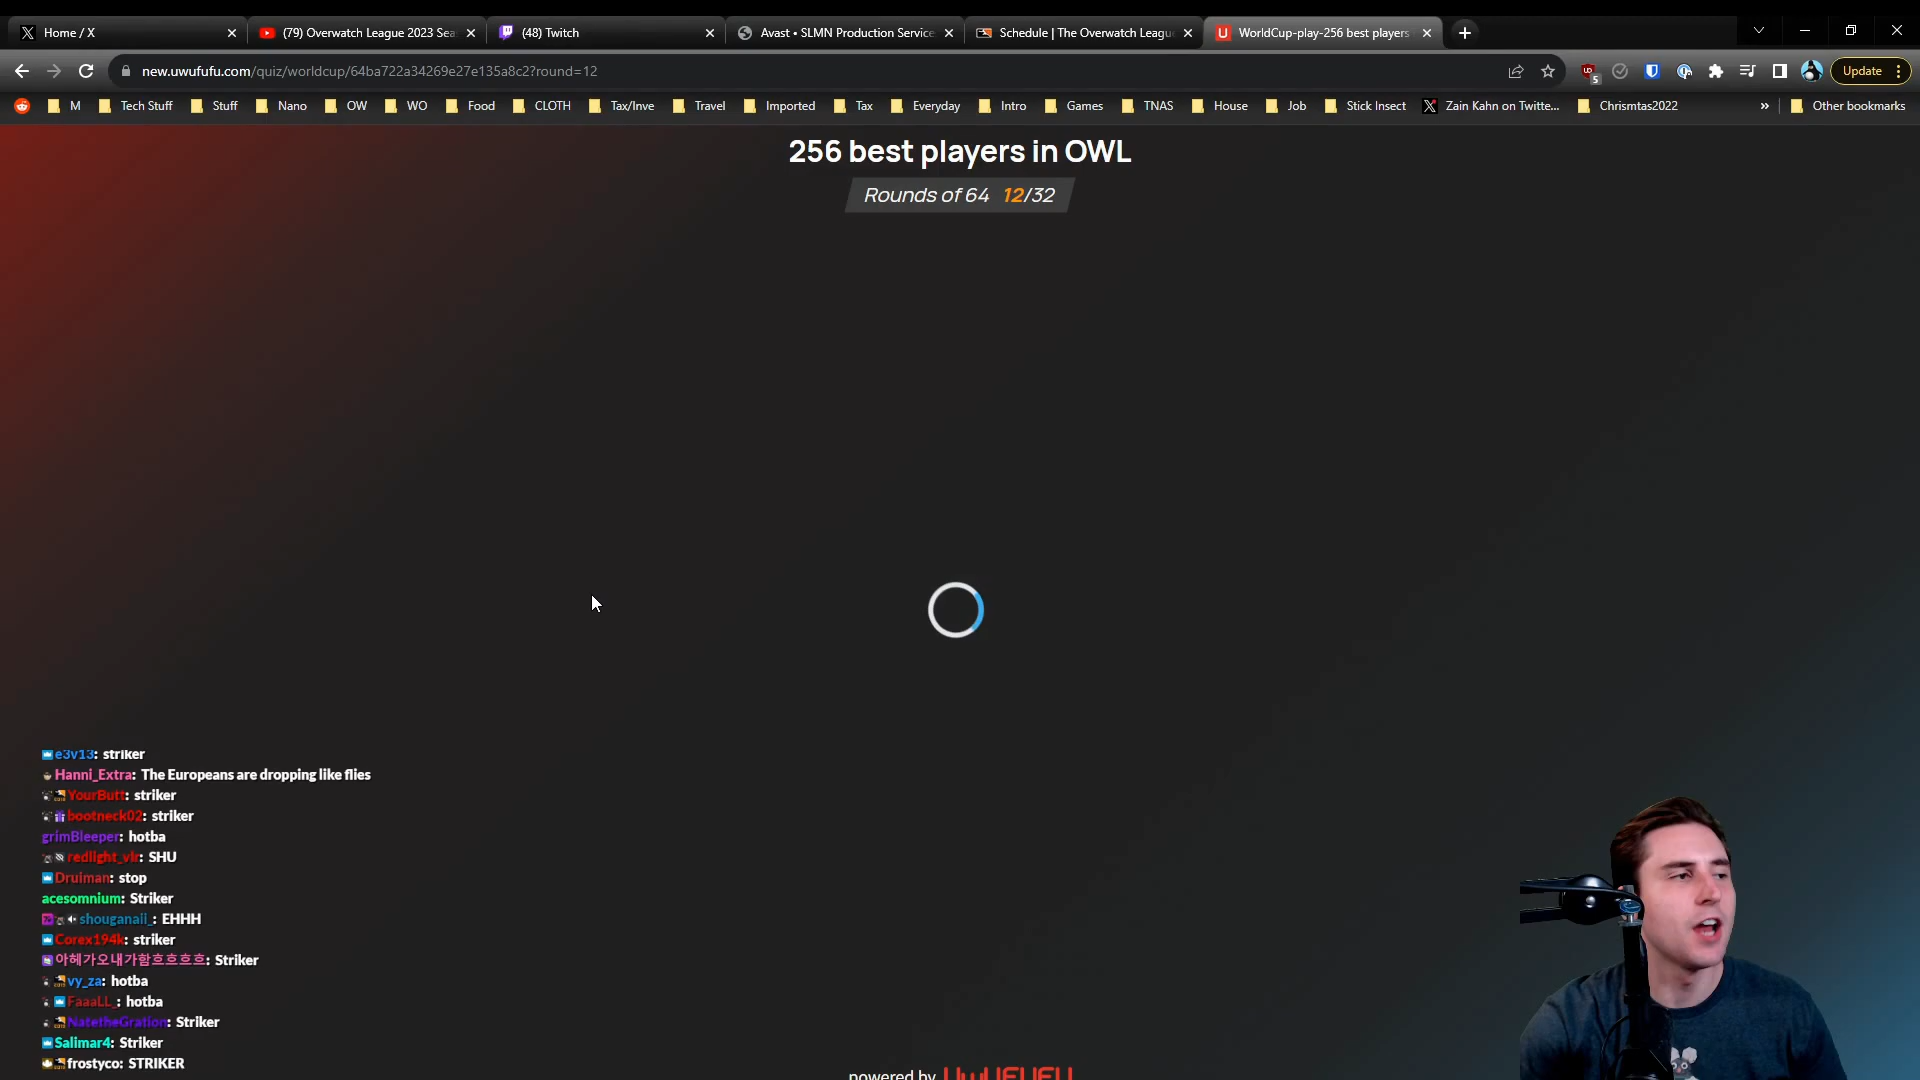 Home / X
(79) Overwatch League 2023 Sea
(48) Twitch
Avast • SLMN Production Service
Schedule | The Overwatch Leagu
WorldCup-play-256 best players
new.uwufufu.com/quiz/worldcup/64ba722a34269e27e135a8c2?round=12
5
Update
M
Tech Stuff
Stuff
Nano
OW
WO
Food
CLOTH
Tax/Inve
Travel
Imported
Tax
Everyday
Intro
Games
TNAS
House
Job
Stick Insect
Zain Kahn on Twitte...
Chrismtas2022
»
Other bookmarks
256 best players in OWL
Rounds of 64 12/32
e3v13: striker
Hanni_Extra: The Europeans are dropping like flies
YourButt: striker
bootneck02: striker
grimBleeper: hotba
redlight_vlr: SHU
Druiman: stop
acesomnium: Striker
shouganaii_: EHHH
Corex194k: striker
아헤가오내가함흐흐흐흐: Striker
vy_za: hotba
FaaaLL_: hotba
NatetheGration: Striker
Salimar4: Striker
frostyco: STRIKER
powered by UwUFUFU